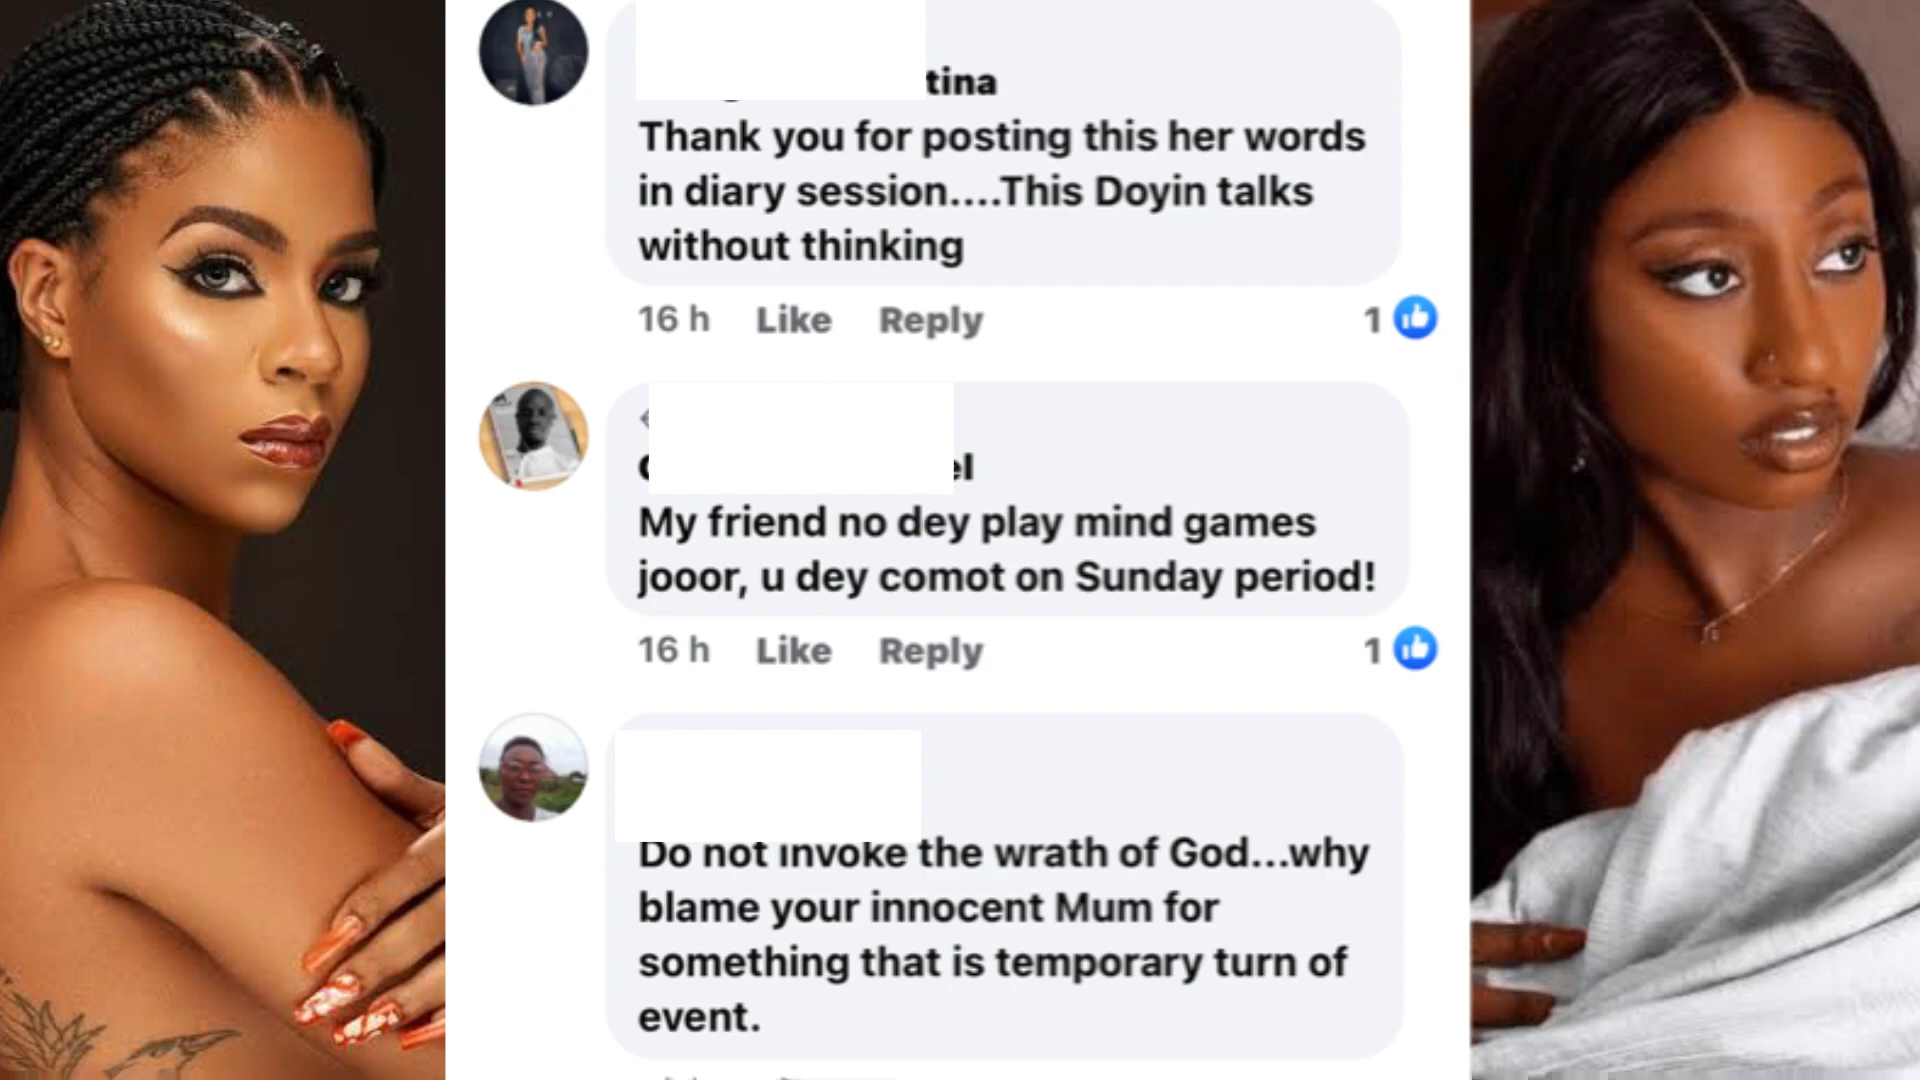 tina
Thank you for posting this her words
in diary session....This Doyin talks
without thinking
16 h Like Reply 1
el
My friend no dey play mind games
jooor, u dey comot on Sunday period!
16 h Like Reply 1
Do not invoke the wrath of God...why
blame your innocent Mum for
something that is temporary turn of
event.